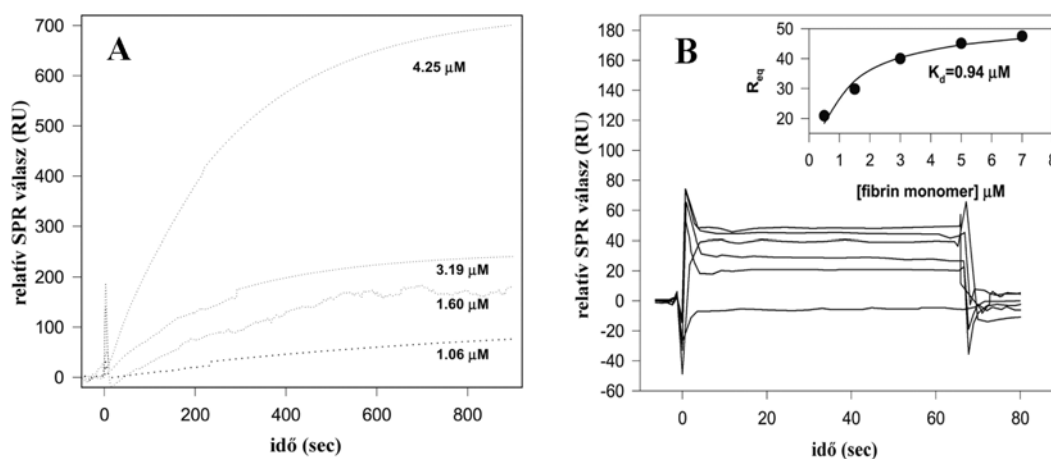 A
relatív SPR válasz (RU)
700
600
500
400
300
200
100
0
4.25 µM
3.19 µM
1.60 µM
1.06 µM
0 200 400 600 800
idő (sec)
B
relatív SPR válasz (RU)
180
160
140
120
100
80
60
40
20
0
-20
-40
-60
0 20 40 60 80
idő (sec)
R_eq
50
40
30
20
K_d=0.94 µM
0 1 2 3 4 5 6 7 8
[fibrin monomer] µM